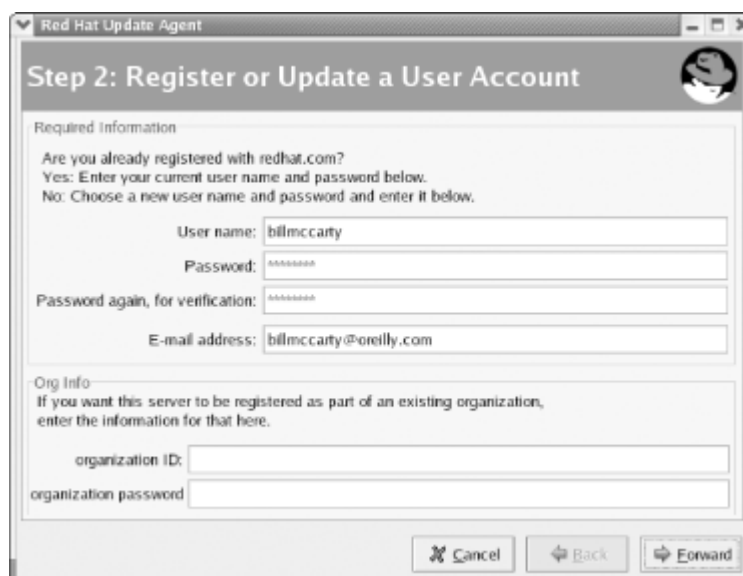 Red Hat Update Agent
Step 2: Register or Update a User Account
Required Information
Are you already registered with redhat.com?
Yes: Enter your current user name and password below.
No: Choose a new user name and password and enter it below.
User name: billmccarty
Password: ********
Password again, for verification: ********
E-mail address: billmccarty@oreilly.com
Org Info
If you want this server to be registered as part of an existing organization,
enter the information for that here.
organization ID:
organization password
Cancel Back Forward